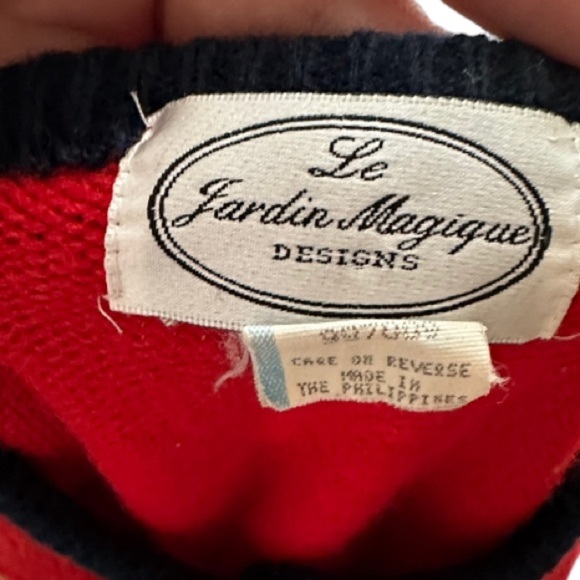 Le
Jardin Magique
DESIGNS
CARE ON REVERSE
MADE IN
THE PHILIPPINES